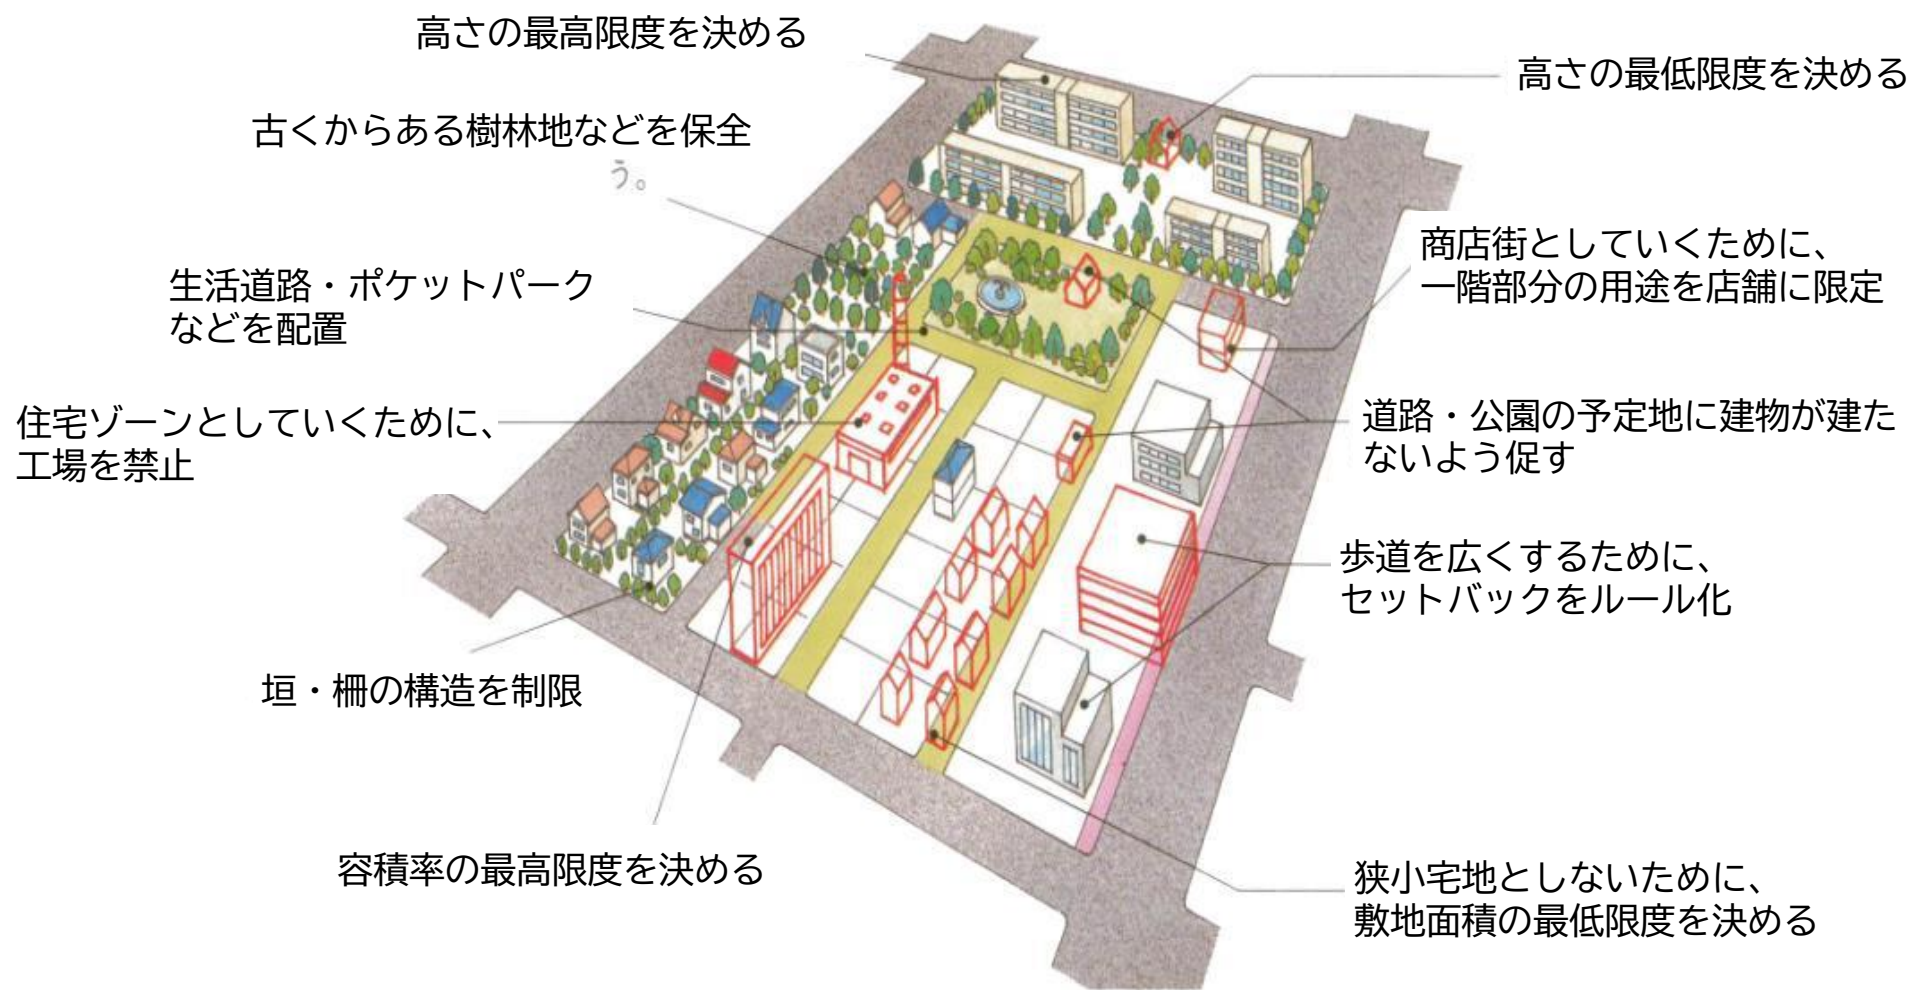 高さの最高限度を決める
高さの最低限度を決める
古くからある樹林地などを保全
う。
商店街としていくために、
一階部分の用途を店舗に限定
生活道路・ポケットパーク
などを配置
道路・公園の予定地に建物が建た
ないよう促す
住宅ゾーンとしていくために、
工場を禁止
歩道を広くするために、
セットバックをルール化
垣・柵の構造を制限
容積率の最高限度を決める
狭小宅地としないために、
敷地面積の最低限度を決める